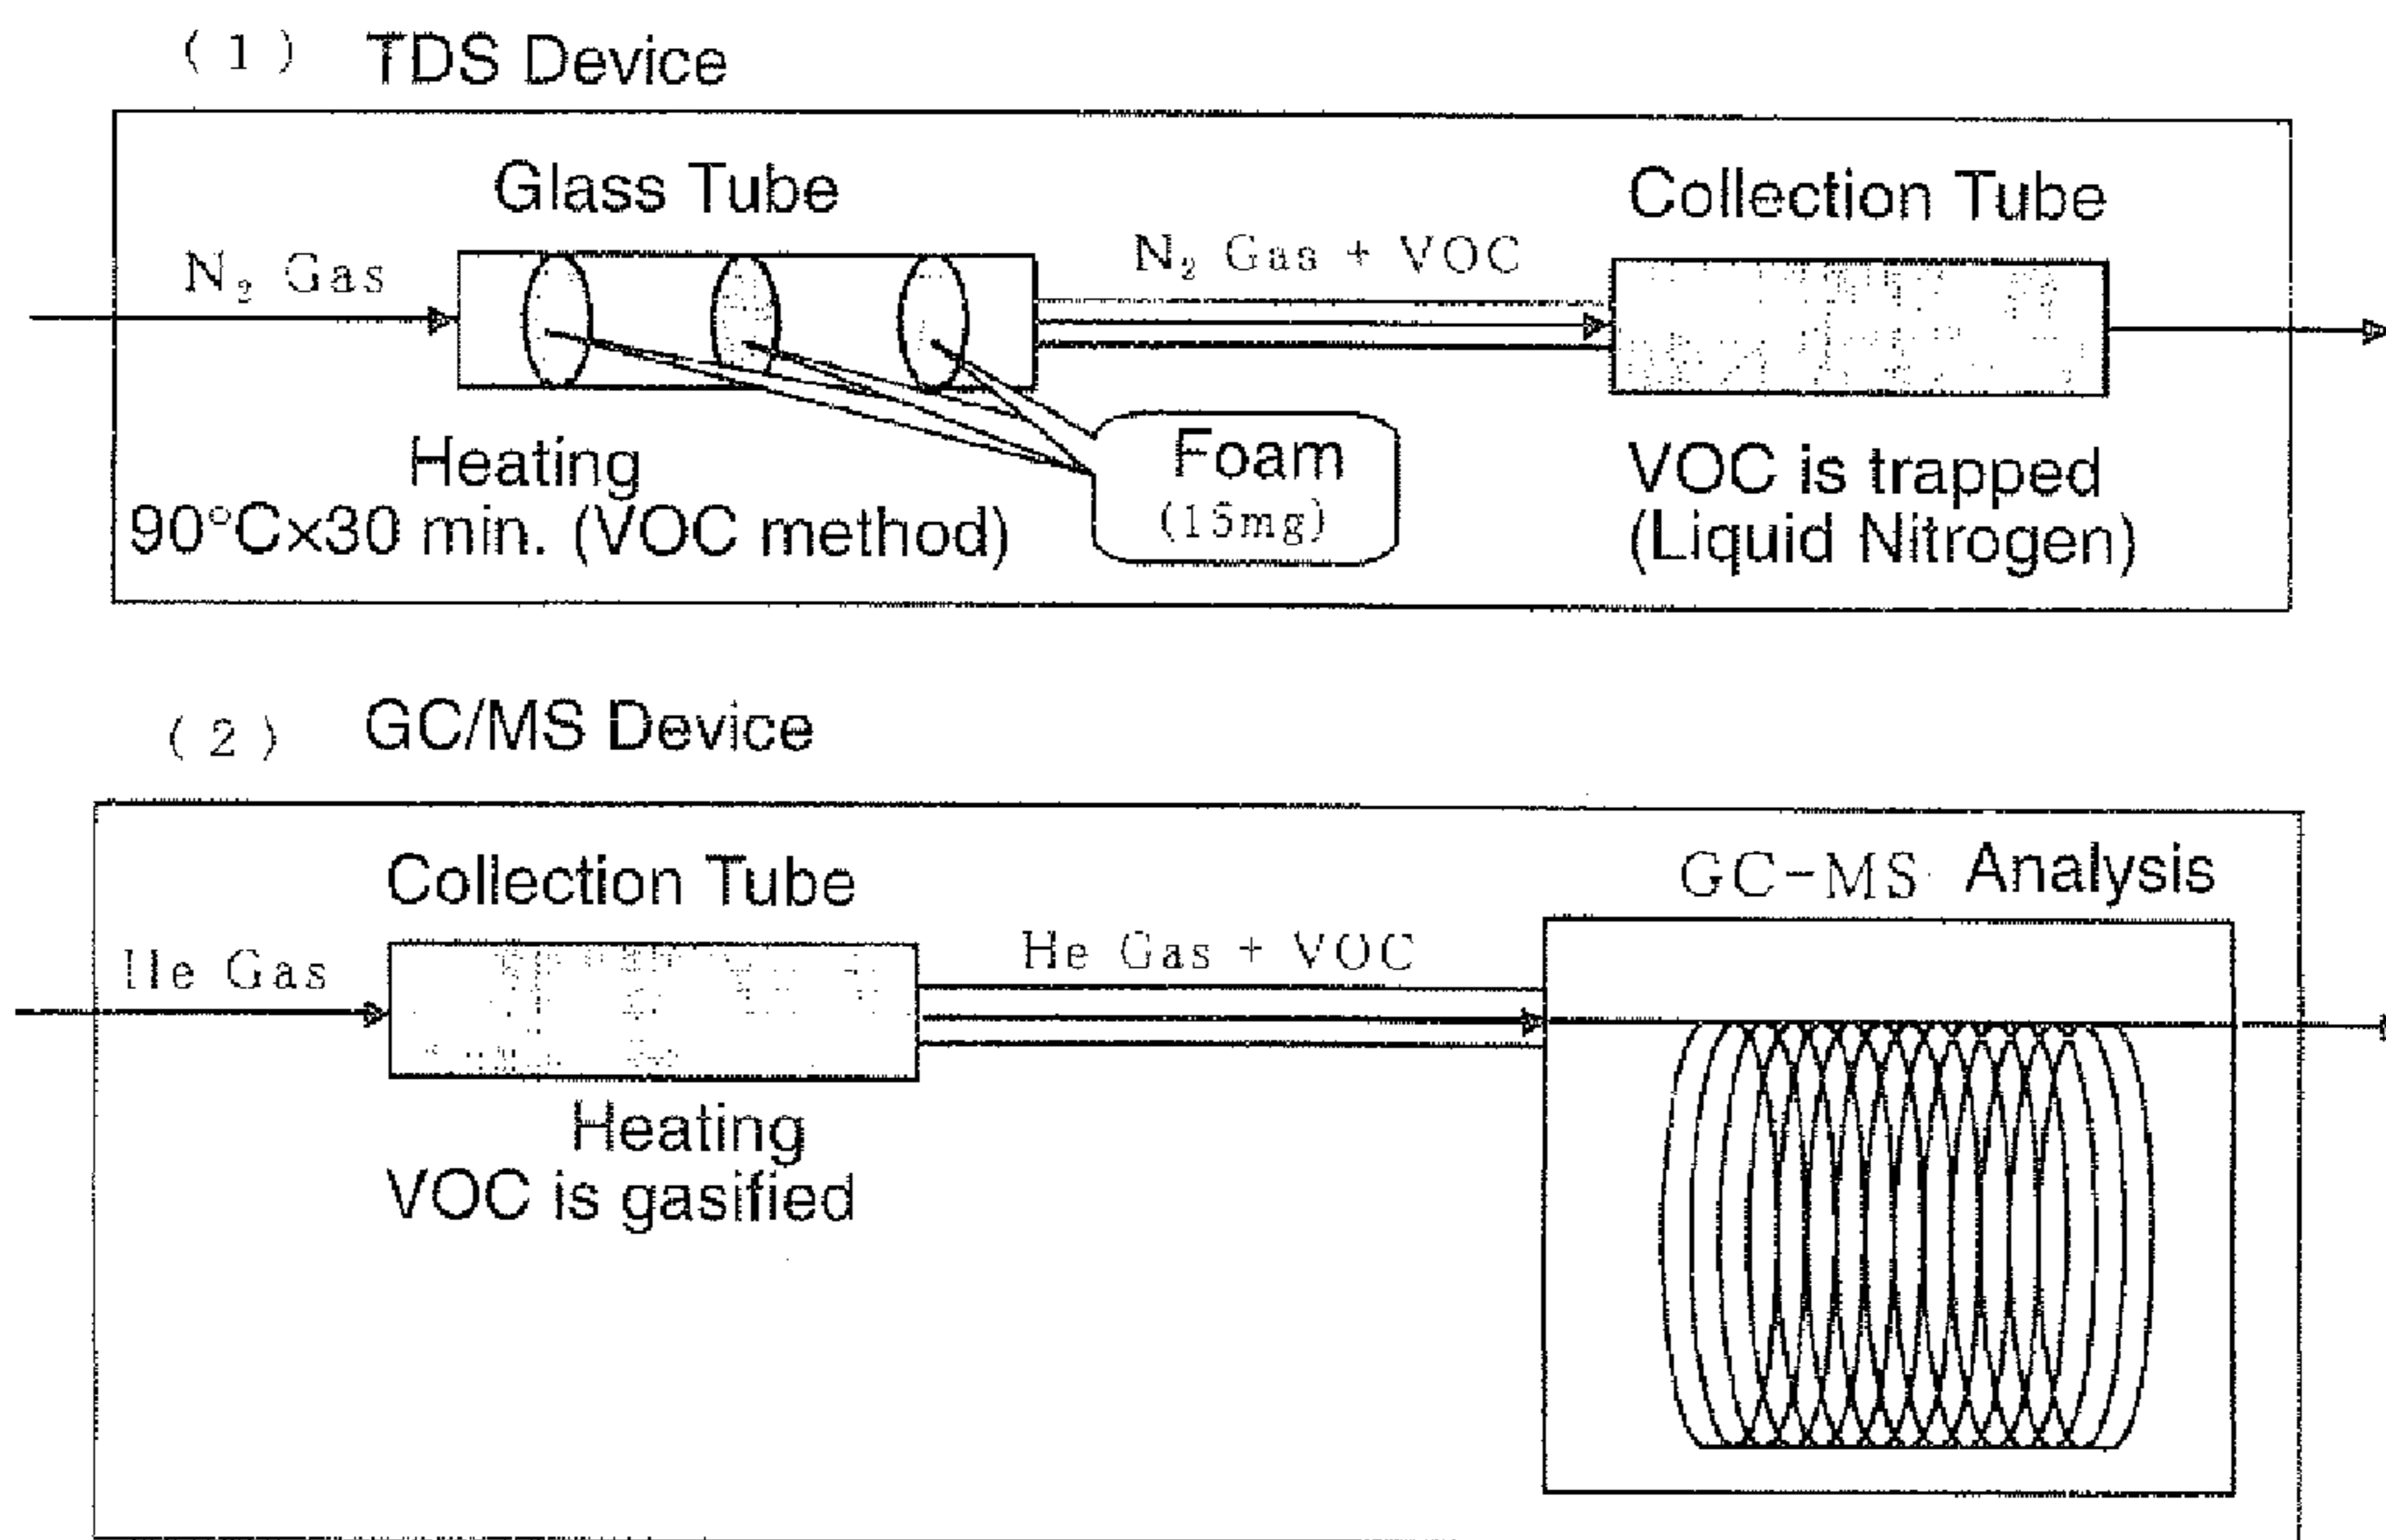 (1) TDS Device
Glass Tube
Collection Tube
N₂ Gas
N₂ Gas + VOC
Heating
90°Cx30 min. (VOC method)
Foam
(15mg)
VOC is trapped
(Liquid Nitrogen)
(2) GC/MS Device
Collection Tube
GC-MS Analysis
He Gas
He Gas + VOC
Heating
VOC is gasified